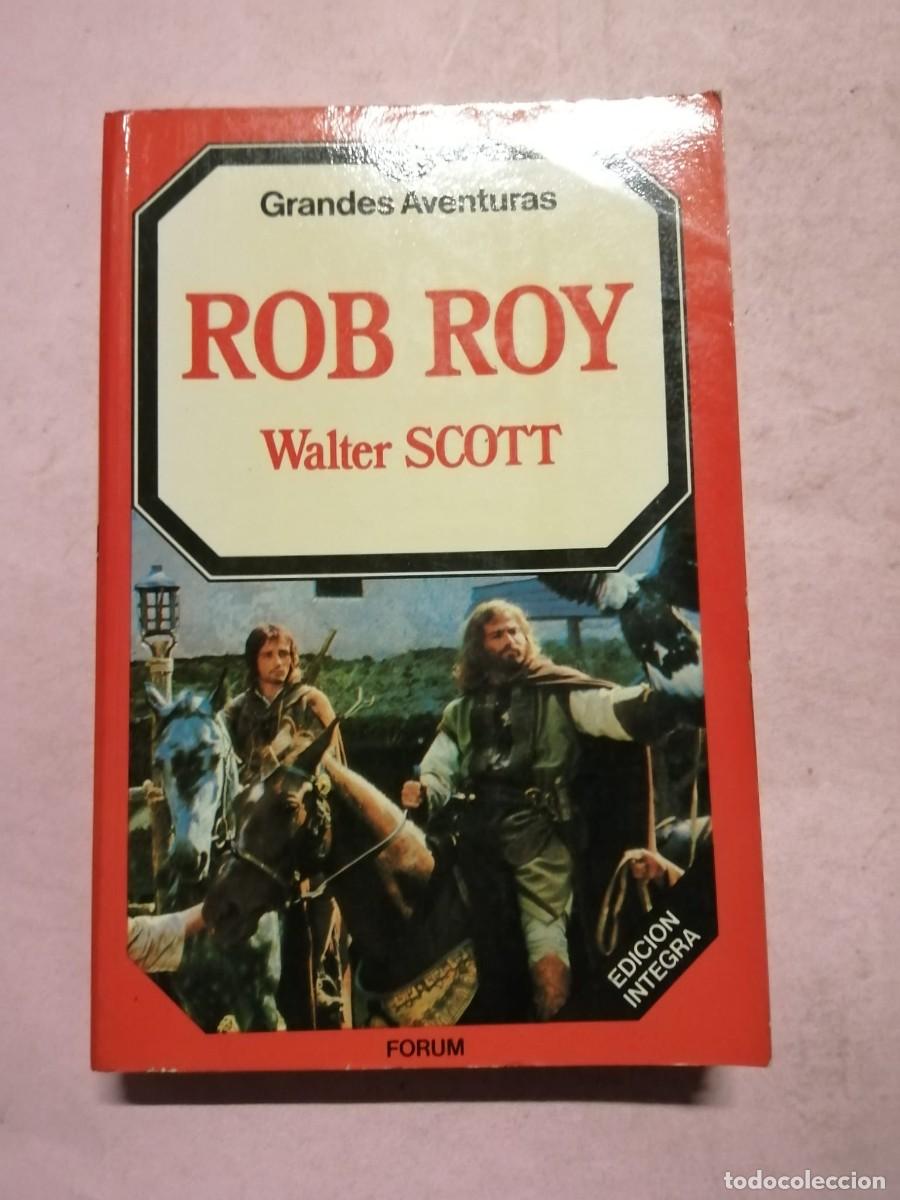 Grandes Aventuras
ROB ROY
Walter SCOTT
EDICION
INTEGRA
FORUM
todocoleccion